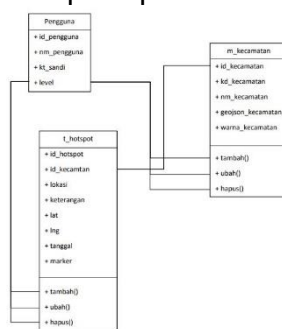 Pengguna
+ id_pengguna
+ nm_pengguna
+ kt_sandi
+ level
m_kecamatan
+ id_kecamatan
+ kd_kecamatan
+ nm_kecamatan
+ geojson_kecamatan
+ warna_kecamatan
+ tambah()
+ ubah()
+ hapus()
t_hotspot
+ id_hotspot
+ id_kecamtan
+ lokasi
+ keterangan
+ lat
+ lng
+ tanggal
+ marker
+ tambah()
+ ubah()
+ hapus()